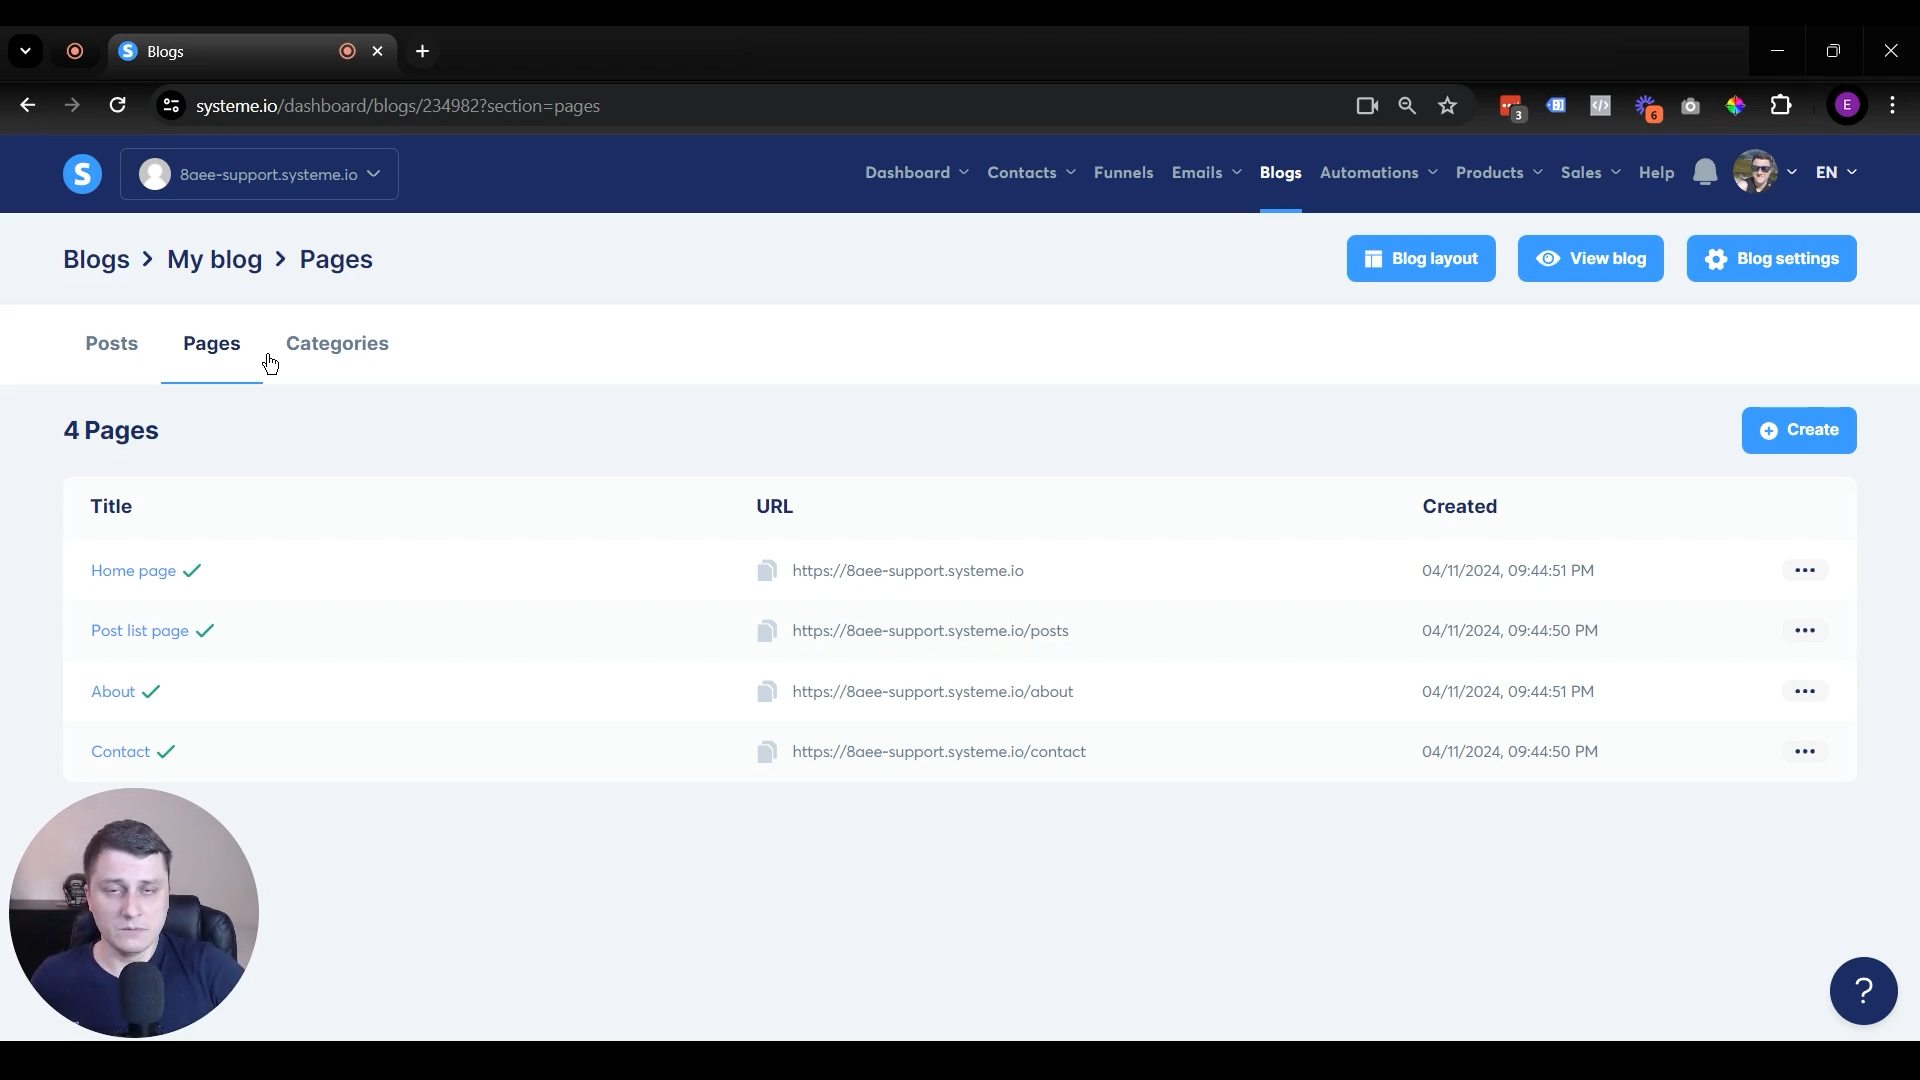 Blogs
systeme.io/dashboard/blogs/234982?section=pages
3
6
E
S
8aee-support.systeme.io
Dashboard
Contacts
Funnels
Emails
Blogs
Automations
Products
Sales
Help
EN
Blogs > My blog > Pages
Blog layout
View blog
Blog settings
Posts
Pages
Categories
4 Pages
Create
Title
URL
Created
Home page
https://8aee-support.systeme.io
04/11/2024, 09:44:51 PM
Post list page
https://8aee-support.systeme.io/posts
04/11/2024, 09:44:50 PM
About
https://8aee-support.systeme.io/about
04/11/2024, 09:44:51 PM
Contact
https://8aee-support.systeme.io/contact
04/11/2024, 09:44:50 PM
?